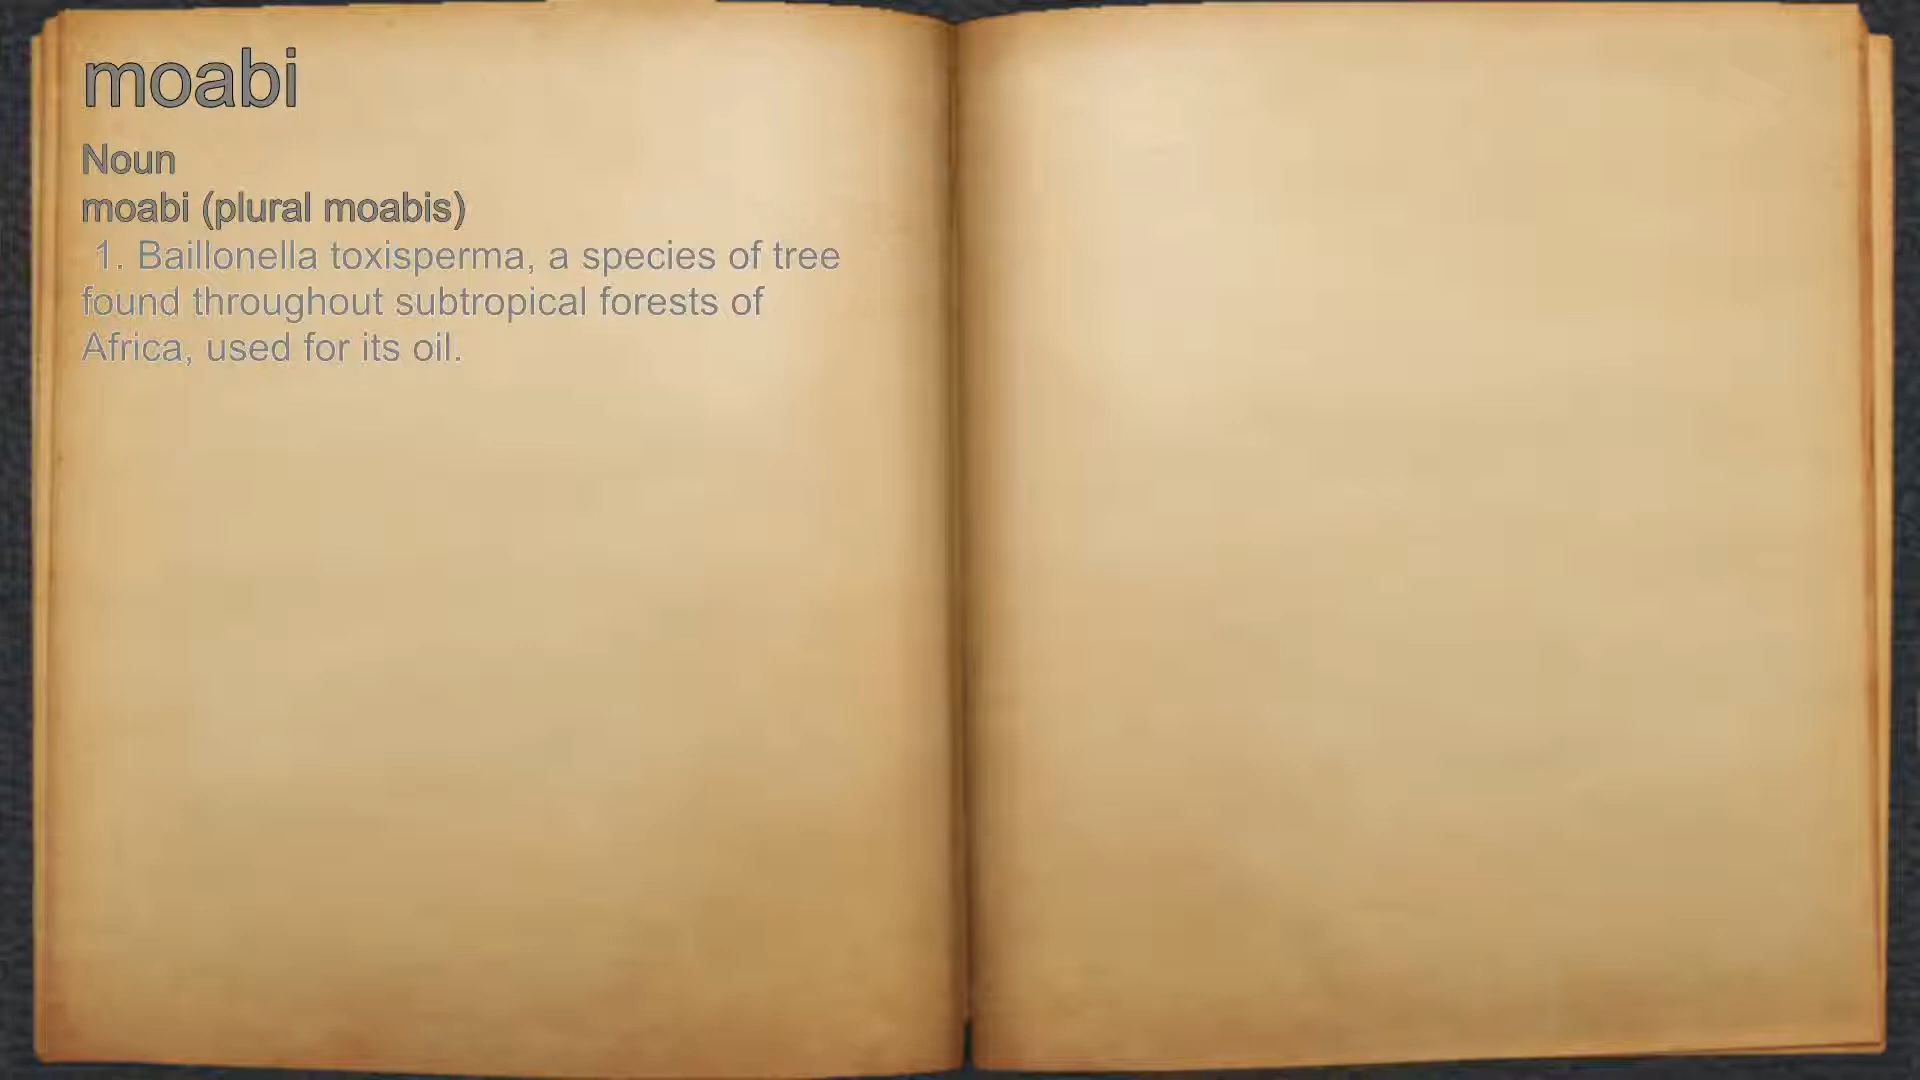 moabi
Noun
moabi (plural moabis)
1. Baillonella toxisperma, a species of tree
found throughout subtropical forests of
Africa, used for its oil.